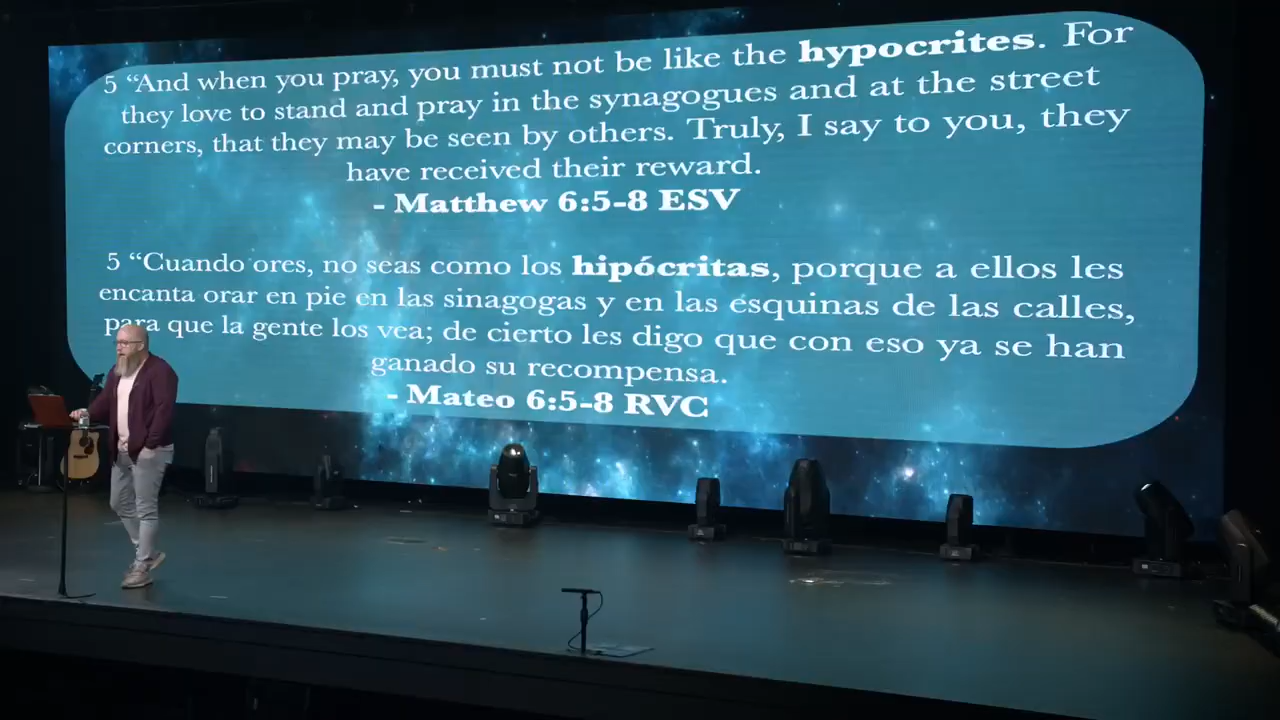 5 “And when you pray, you must not be like the hypocrites. For
they love to stand and pray in the synagogues and at the street
corners, that they may be seen by others. Truly, I say to you, they
have received their reward.
- Matthew 6:5-8 ESV
5 “Cuando ores, no seas como los hipócritas, porque a ellos les
encanta orar en pie en las sinagogas y en las esquinas de las calles,
para que la gente los vea; de cierto les digo que con eso ya se han
ganado su recompensa.
- Mateo 6:5-8 RVC